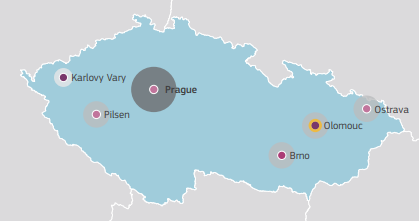 Karlovy Vary
Prague
Pilsen
Ostrava
Olomouc
Brno